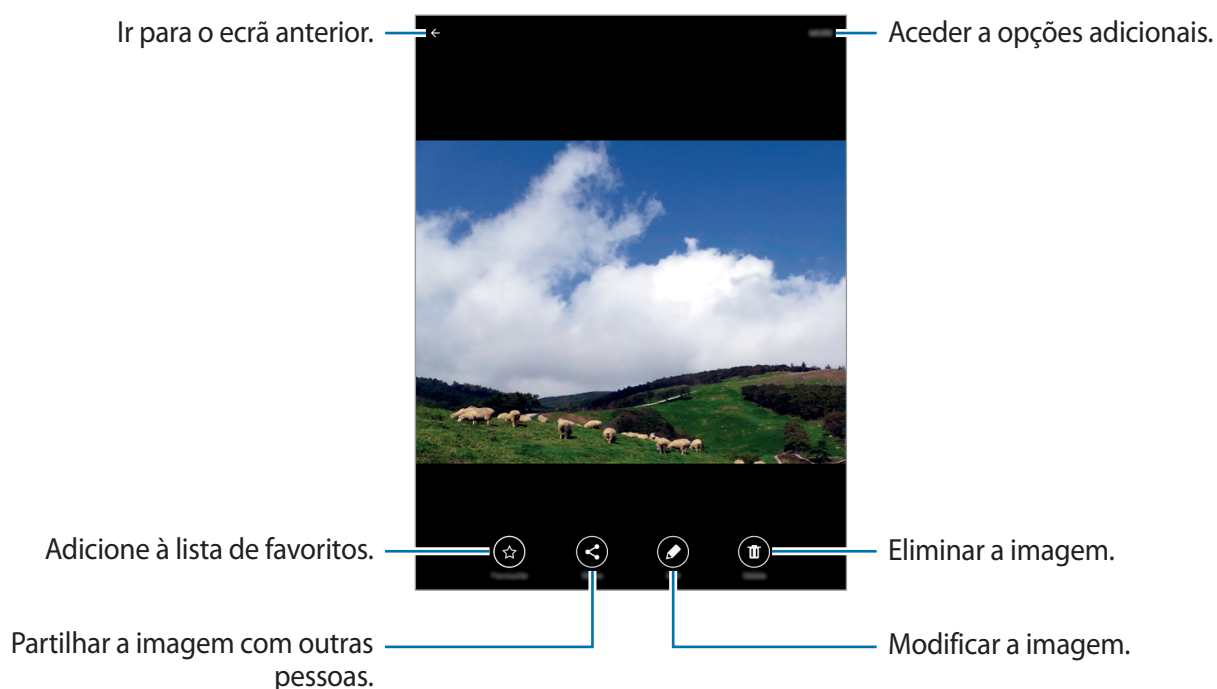 Ir para o ecrã anterior.
Aceder a opções adicionais.
Adicione à lista de favoritos.
Eliminar a imagem.
Partilhar a imagem com outras
pessoas.
Modificar a imagem.